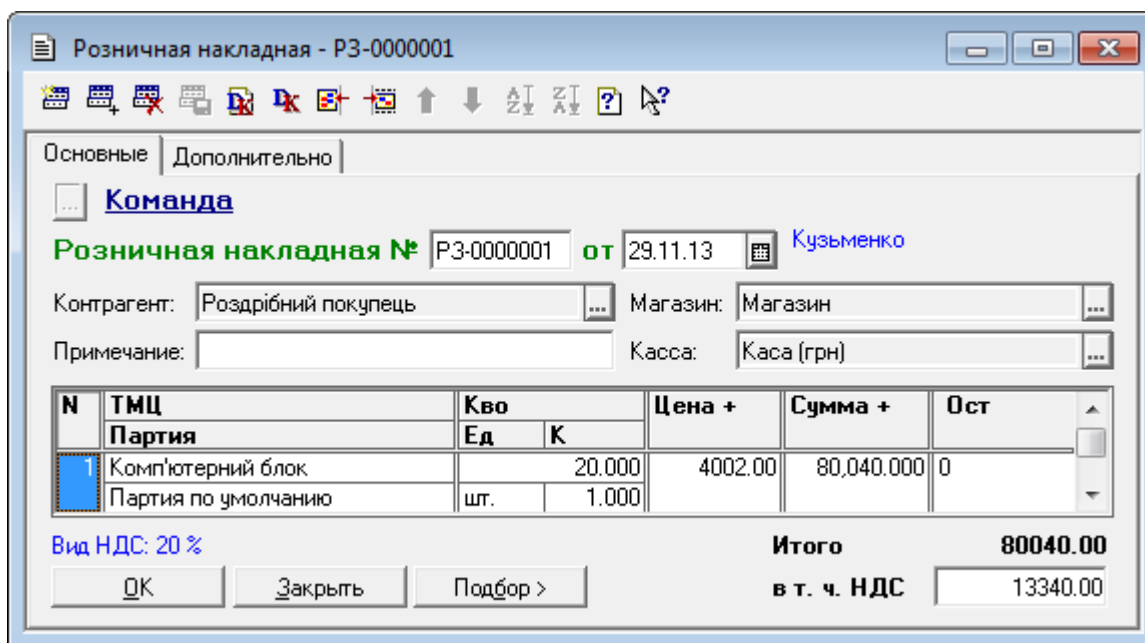 Розничная накладная - РЗ-0000001
Основные Дополнительно
... Команда
Розничная накладная № РЗ-0000001 от 29.11.13 Кузьменко
Контрагент: Роздрібний покупець ... Магазин: Магазин ...
Примечание: Касса: Каса (грн) ...
N ТМЦ Кво Цена + Сумма + Ост
Партия Ед К
1 Комп'ютерний блок 20.000 4002.00 80,040.000 0
Партия по умолчанию шт. 1.000
Вид НДС: 20 % Итого 80040.00
OK Закрыть Подбор > в т. ч. НДС 13340.00